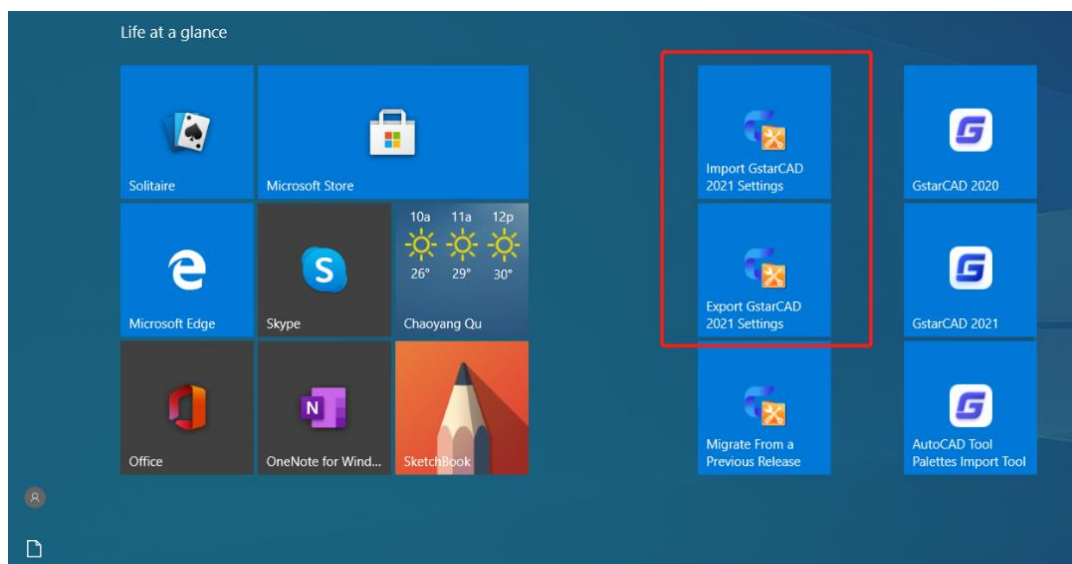 Life at a glance
Solitaire
Microsoft Store
Import GstarCAD
2021 Settings
GstarCAD 2020
10a 11a 12p
26° 29° 30°
Microsoft Edge
Skype
Chaoyang Qu
Export GstarCAD
2021 Settings
GstarCAD 2021
Office
OneNote for Wind...
SketchBook
Migrate From a
Previous Release
AutoCAD Tool
Palettes Import Tool